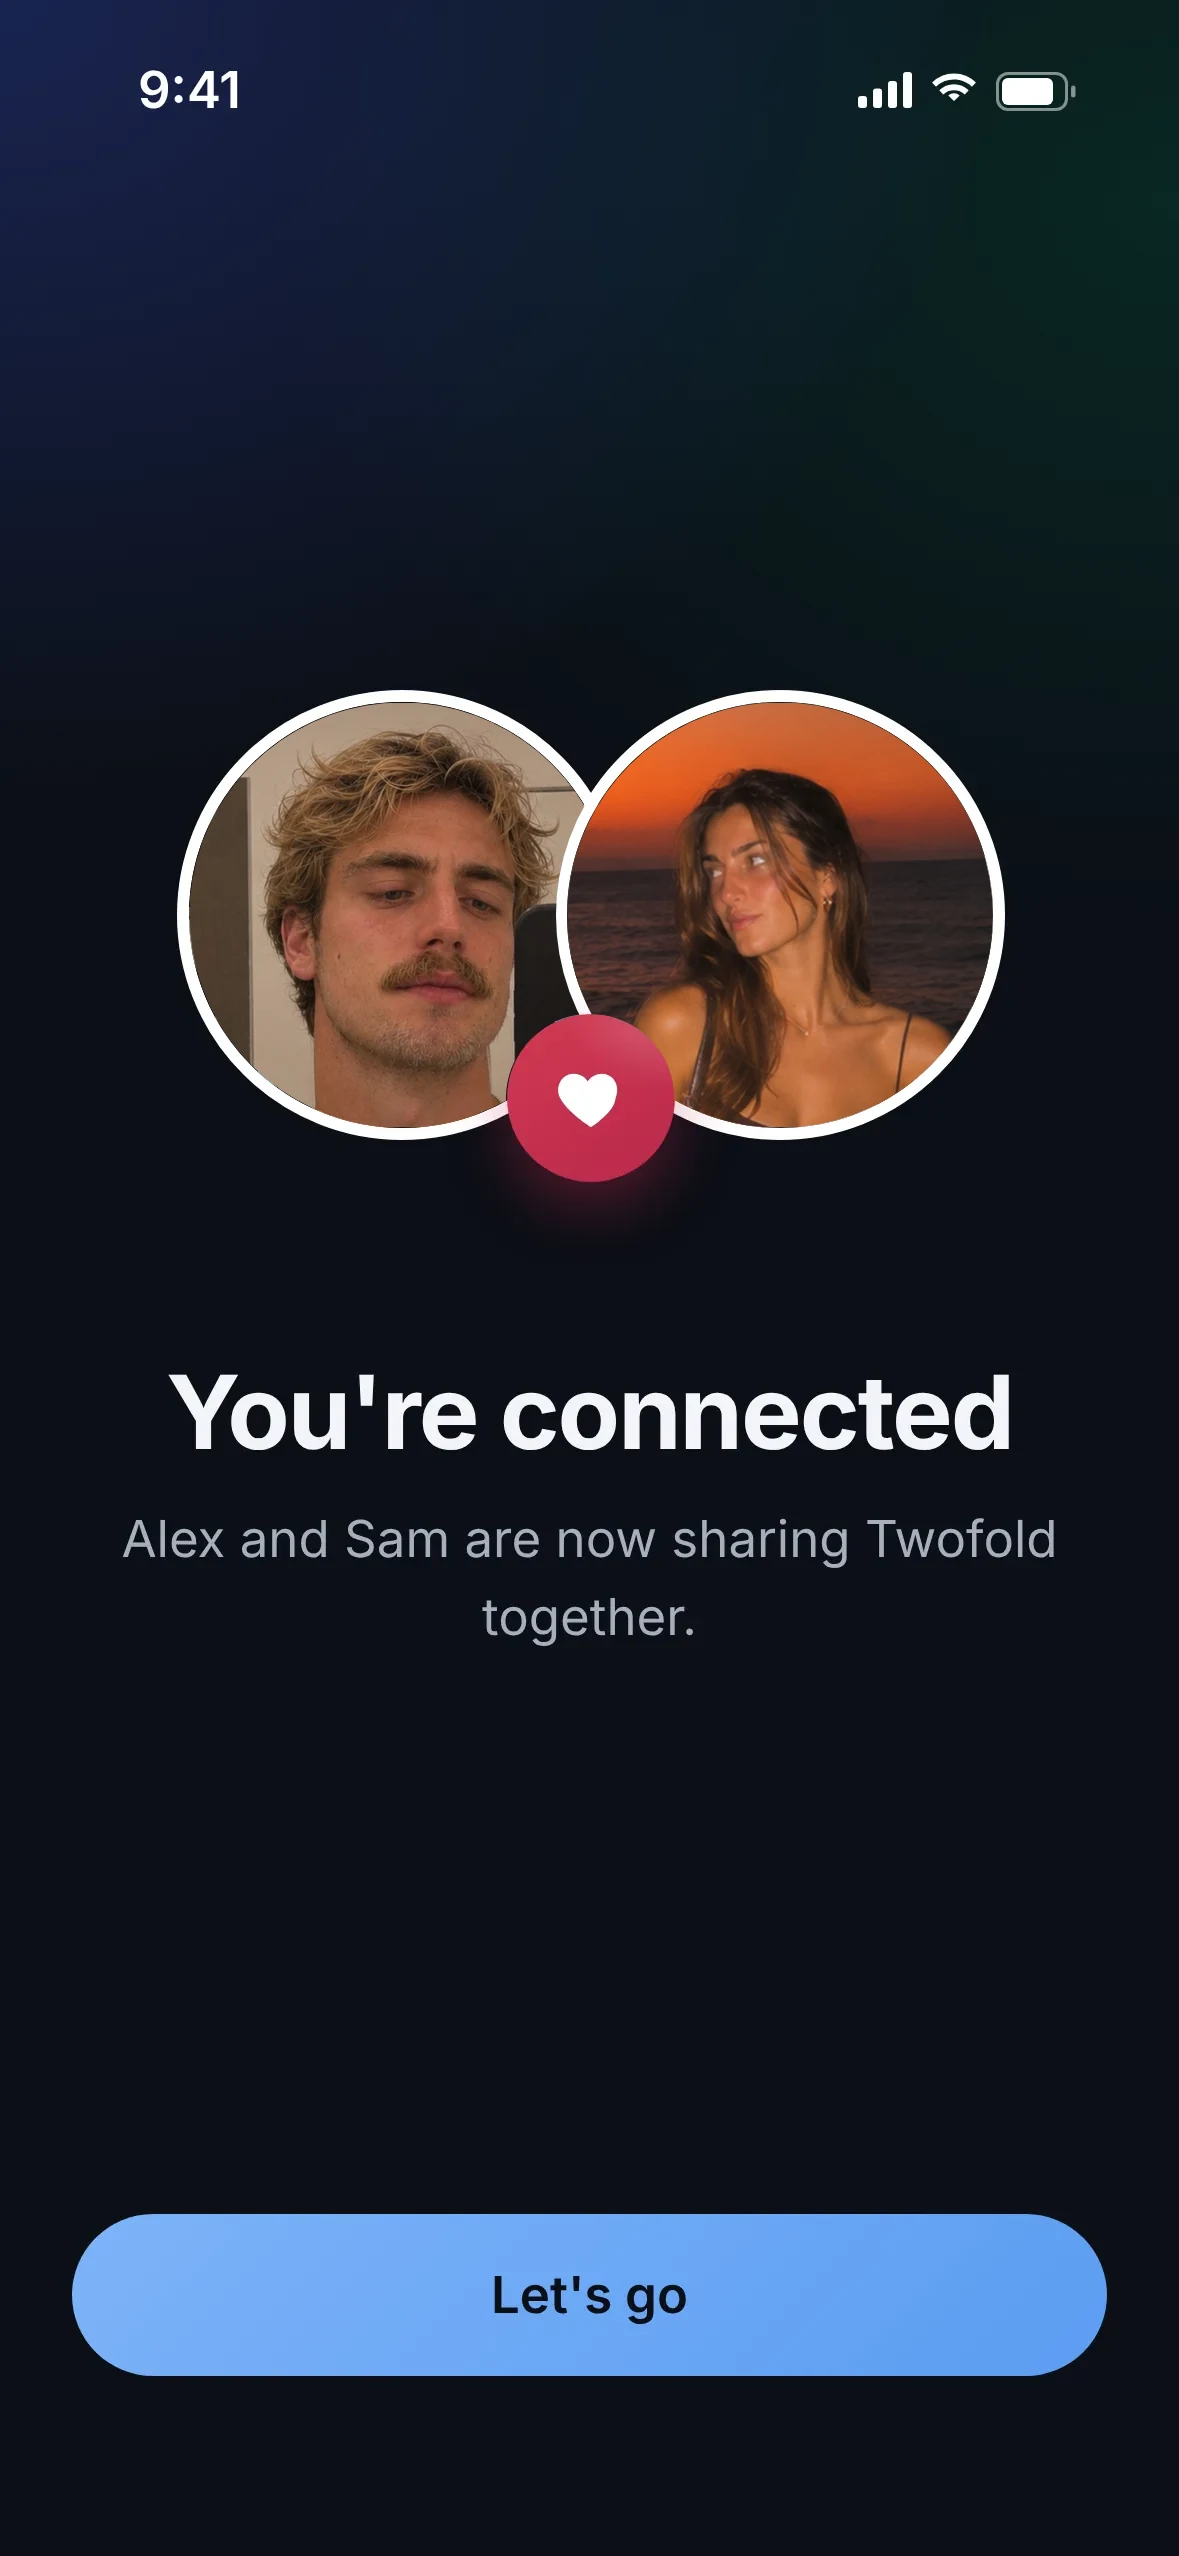 9:41
You're connected
Alex and Sam are now sharing Twofold
together.
Let's go